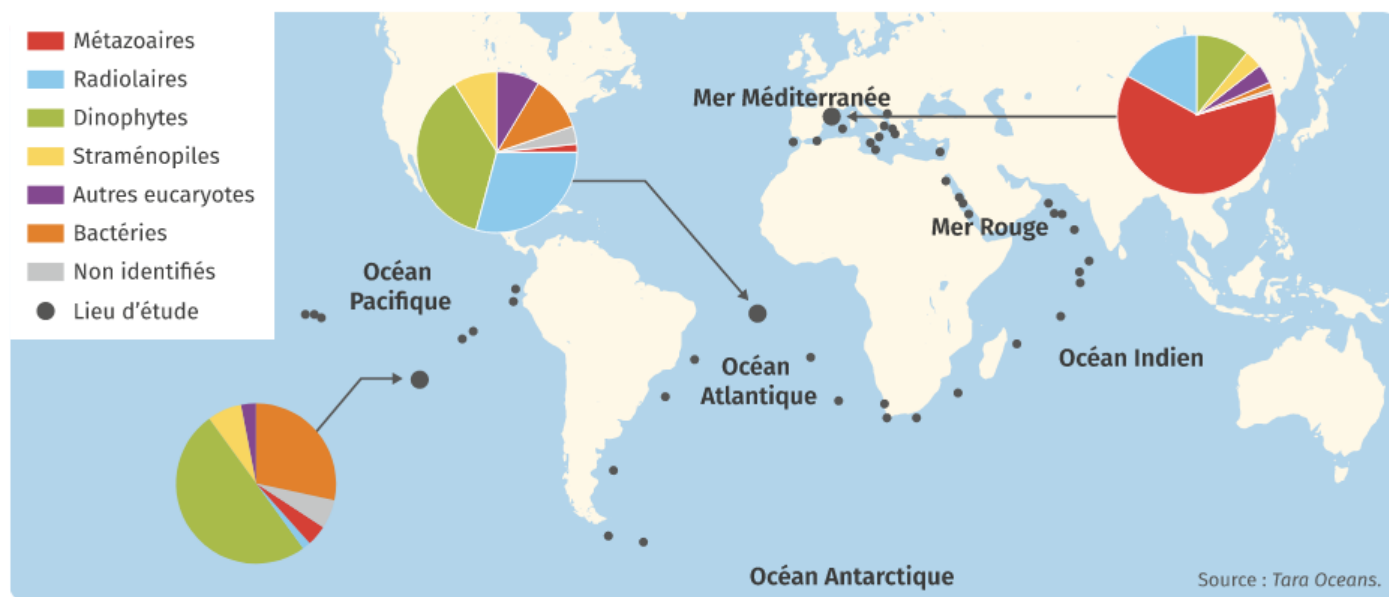 Métazoaires
Radiolaires
Dinophytes
Straménopiles
Autres eucaryotes
Bactéries
Non identifiés
Lieu d'étude
Mer Méditerranée
Mer Rouge
Océan
Pacifique
Océan
Atlantique
Océan Indien
Océan Antarctique
Source : Tara Oceans.